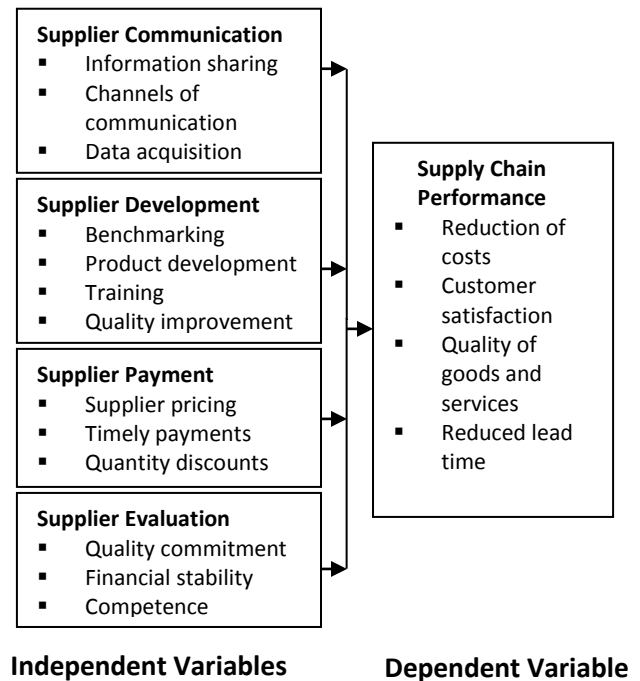 Supplier Communication
▪ Information sharing
▪ Channels of
communication
▪ Data acquisition
Supplier Development
▪ Benchmarking
▪ Product development
▪ Training
▪ Quality improvement
Supplier Payment
▪ Supplier pricing
▪ Timely payments
▪ Quantity discounts
Supplier Evaluation
▪ Quality commitment
▪ Financial stability
▪ Competence
Independent Variables
Supply Chain
Performance
▪ Reduction of
costs
▪ Customer
satisfaction
▪ Quality of
goods and
services
▪ Reduced lead
time
Dependent Variable